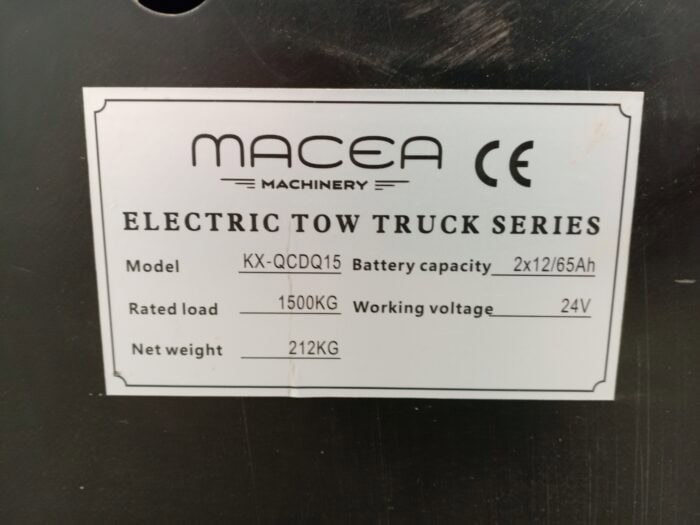 MACEA CE
MACHINERY
ELECTRIC TOW TRUCK SERIES
Model KX-QCDQ15 Battery capacity 2x12/65Ah
Rated load 1500KG Working voltage 24V
Net weight 212KG